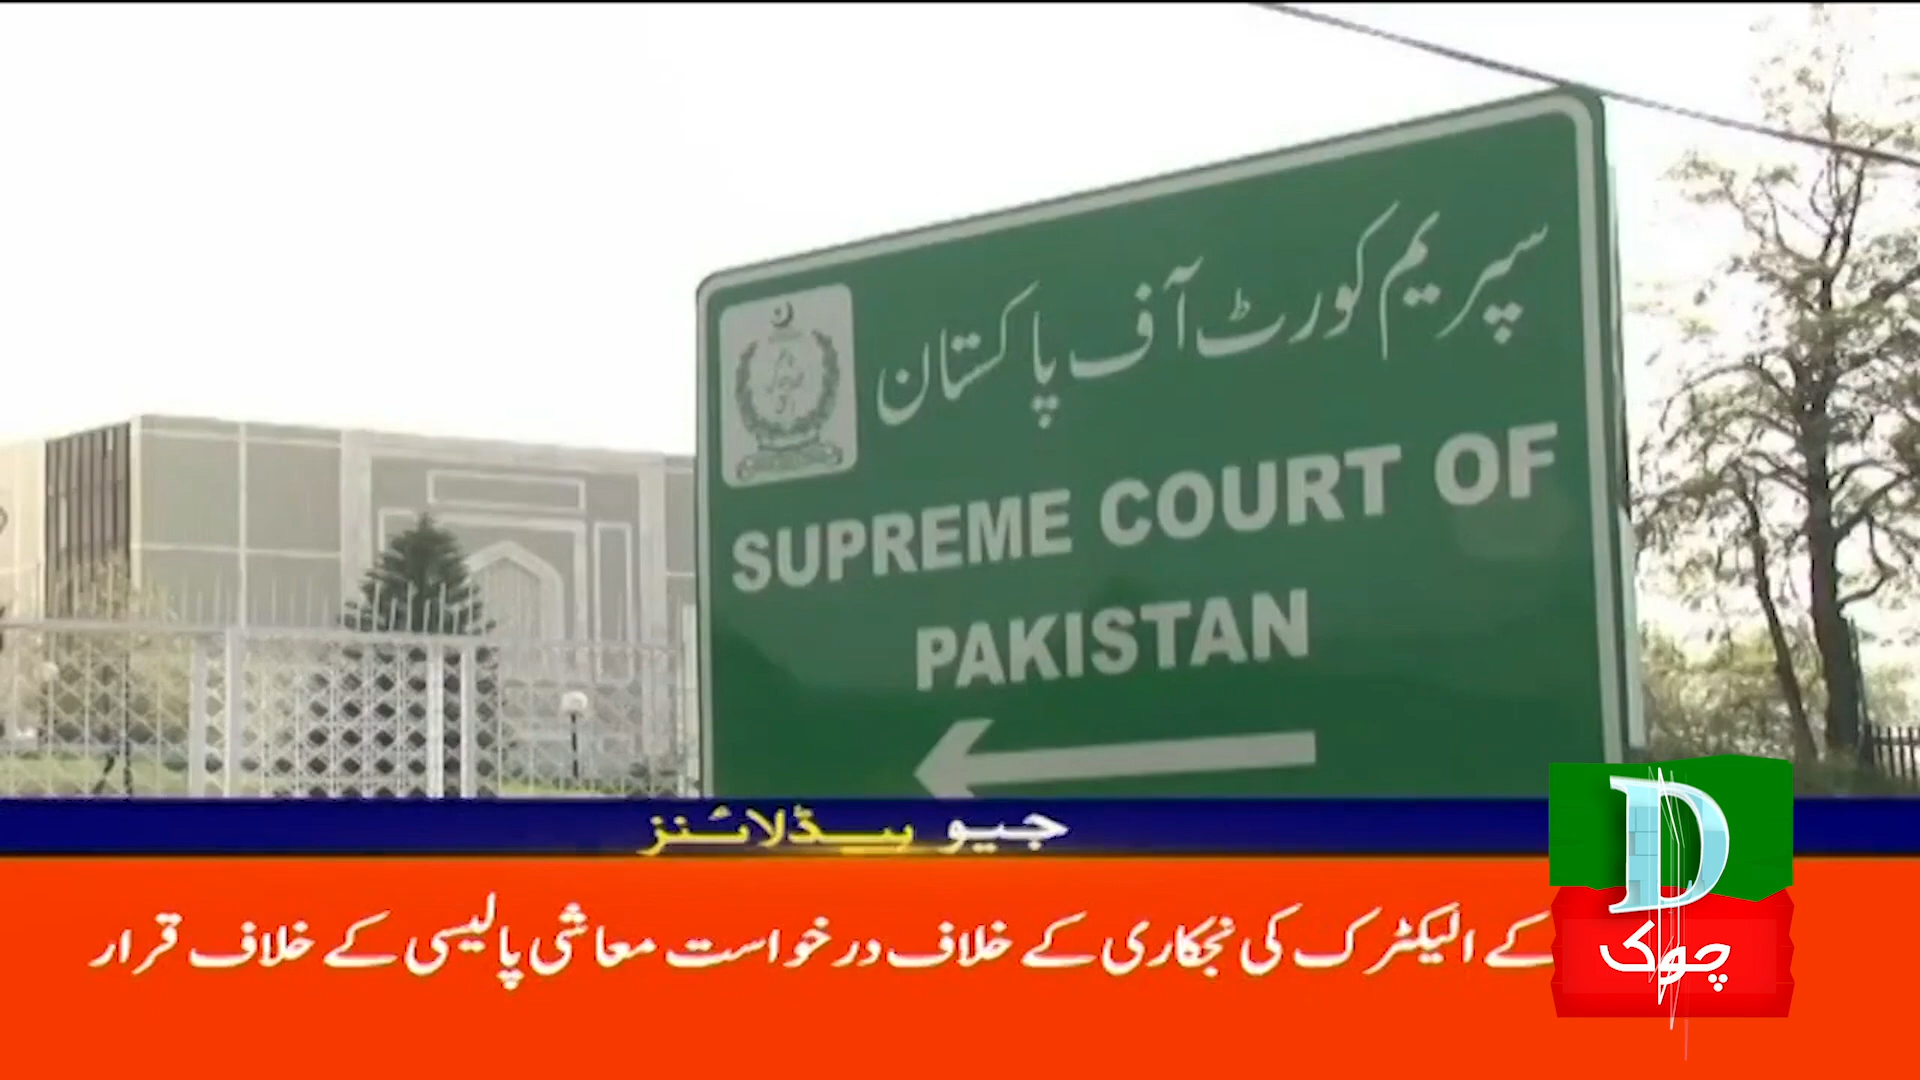 سپریم کورٹ آف پاکستان
SUPREME COURT OF
PAKISTAN
جیو ہیڈلائنز
کے الیکٹرک کی نجکاری کے خلاف درخواست معاشی پالیسی کے خلاف قرار
D
چوک